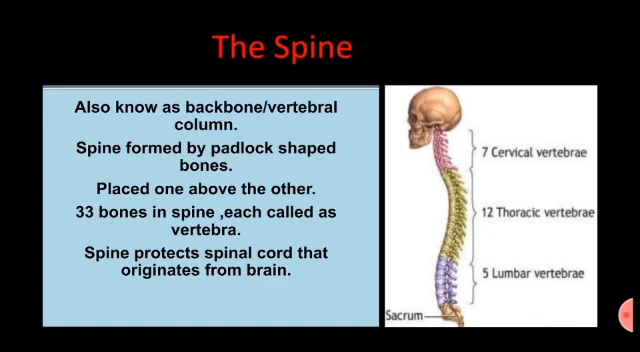 The Spine
Also know as backbone/vertebral
column.
Spine formed by padlock shaped
bones.
Placed one above the other.
33 bones in spine ,each called as
vertebra.
Spine protects spinal cord that
originates from brain.
7 Cervical vertebrae
12 Thoracic vertebrae
5 Lumbar vertebrae
Sacrum